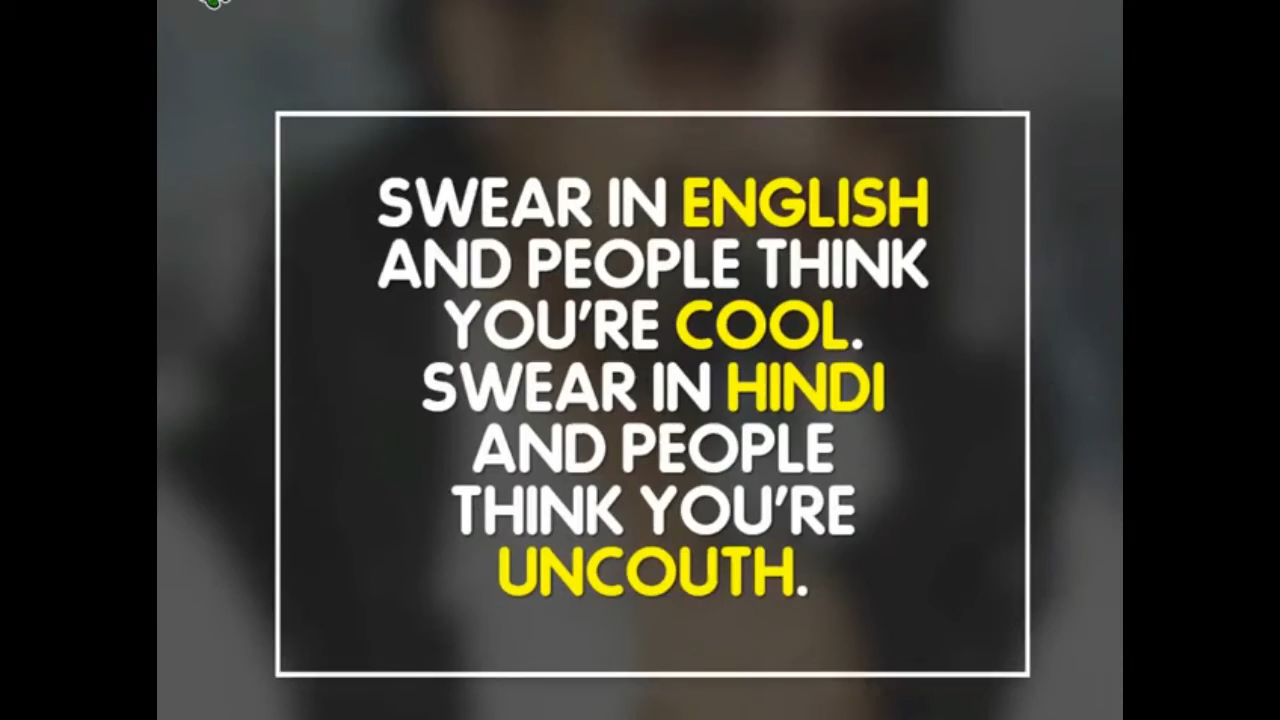 SWEAR IN ENGLISH
AND PEOPLE THINK
YOU'RE COOL.
SWEAR IN HINDI
AND PEOPLE
THINK YOU'RE
UNCOUTH.